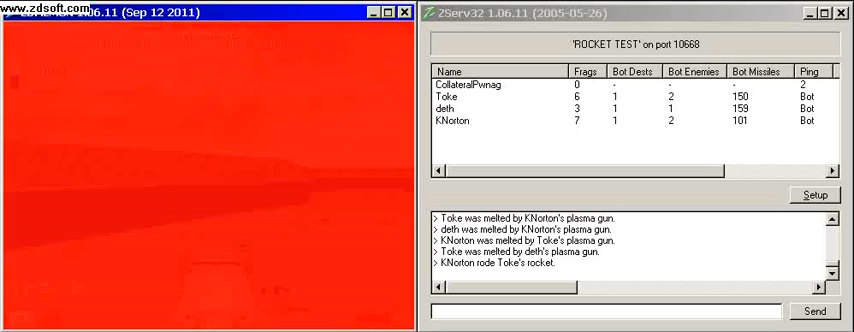 www.zdsoft.com
1.06.11 (Sep 12 2011)
ZServ32 1.06.11 (2005-05-26)
'ROCKET TEST' on port 10668
Name Frags Bot Dests Bot Enemies Bot Missiles Ping
CollateralPwnag 0 - - - 2
Toke 6 1 2 150 Bot
deth 3 1 1 159 Bot
KNorton 7 1 2 101 Bot
Setup
> Toke was melted by KNorton's plasma gun.
> deth was melted by KNorton's plasma gun.
> KNorton was melted by Toke's plasma gun.
> Toke was melted by deth's plasma gun.
> KNorton rode Toke's rocket.
Send